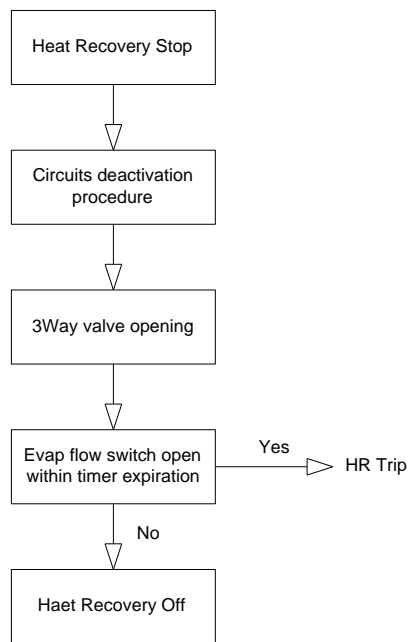 Heat Recovery Stop
Circuits deactivation
procedure
3Way valve opening
Evap flow switch open
within timer expiration
Yes
HR Trip
No
Haet Recovery Off